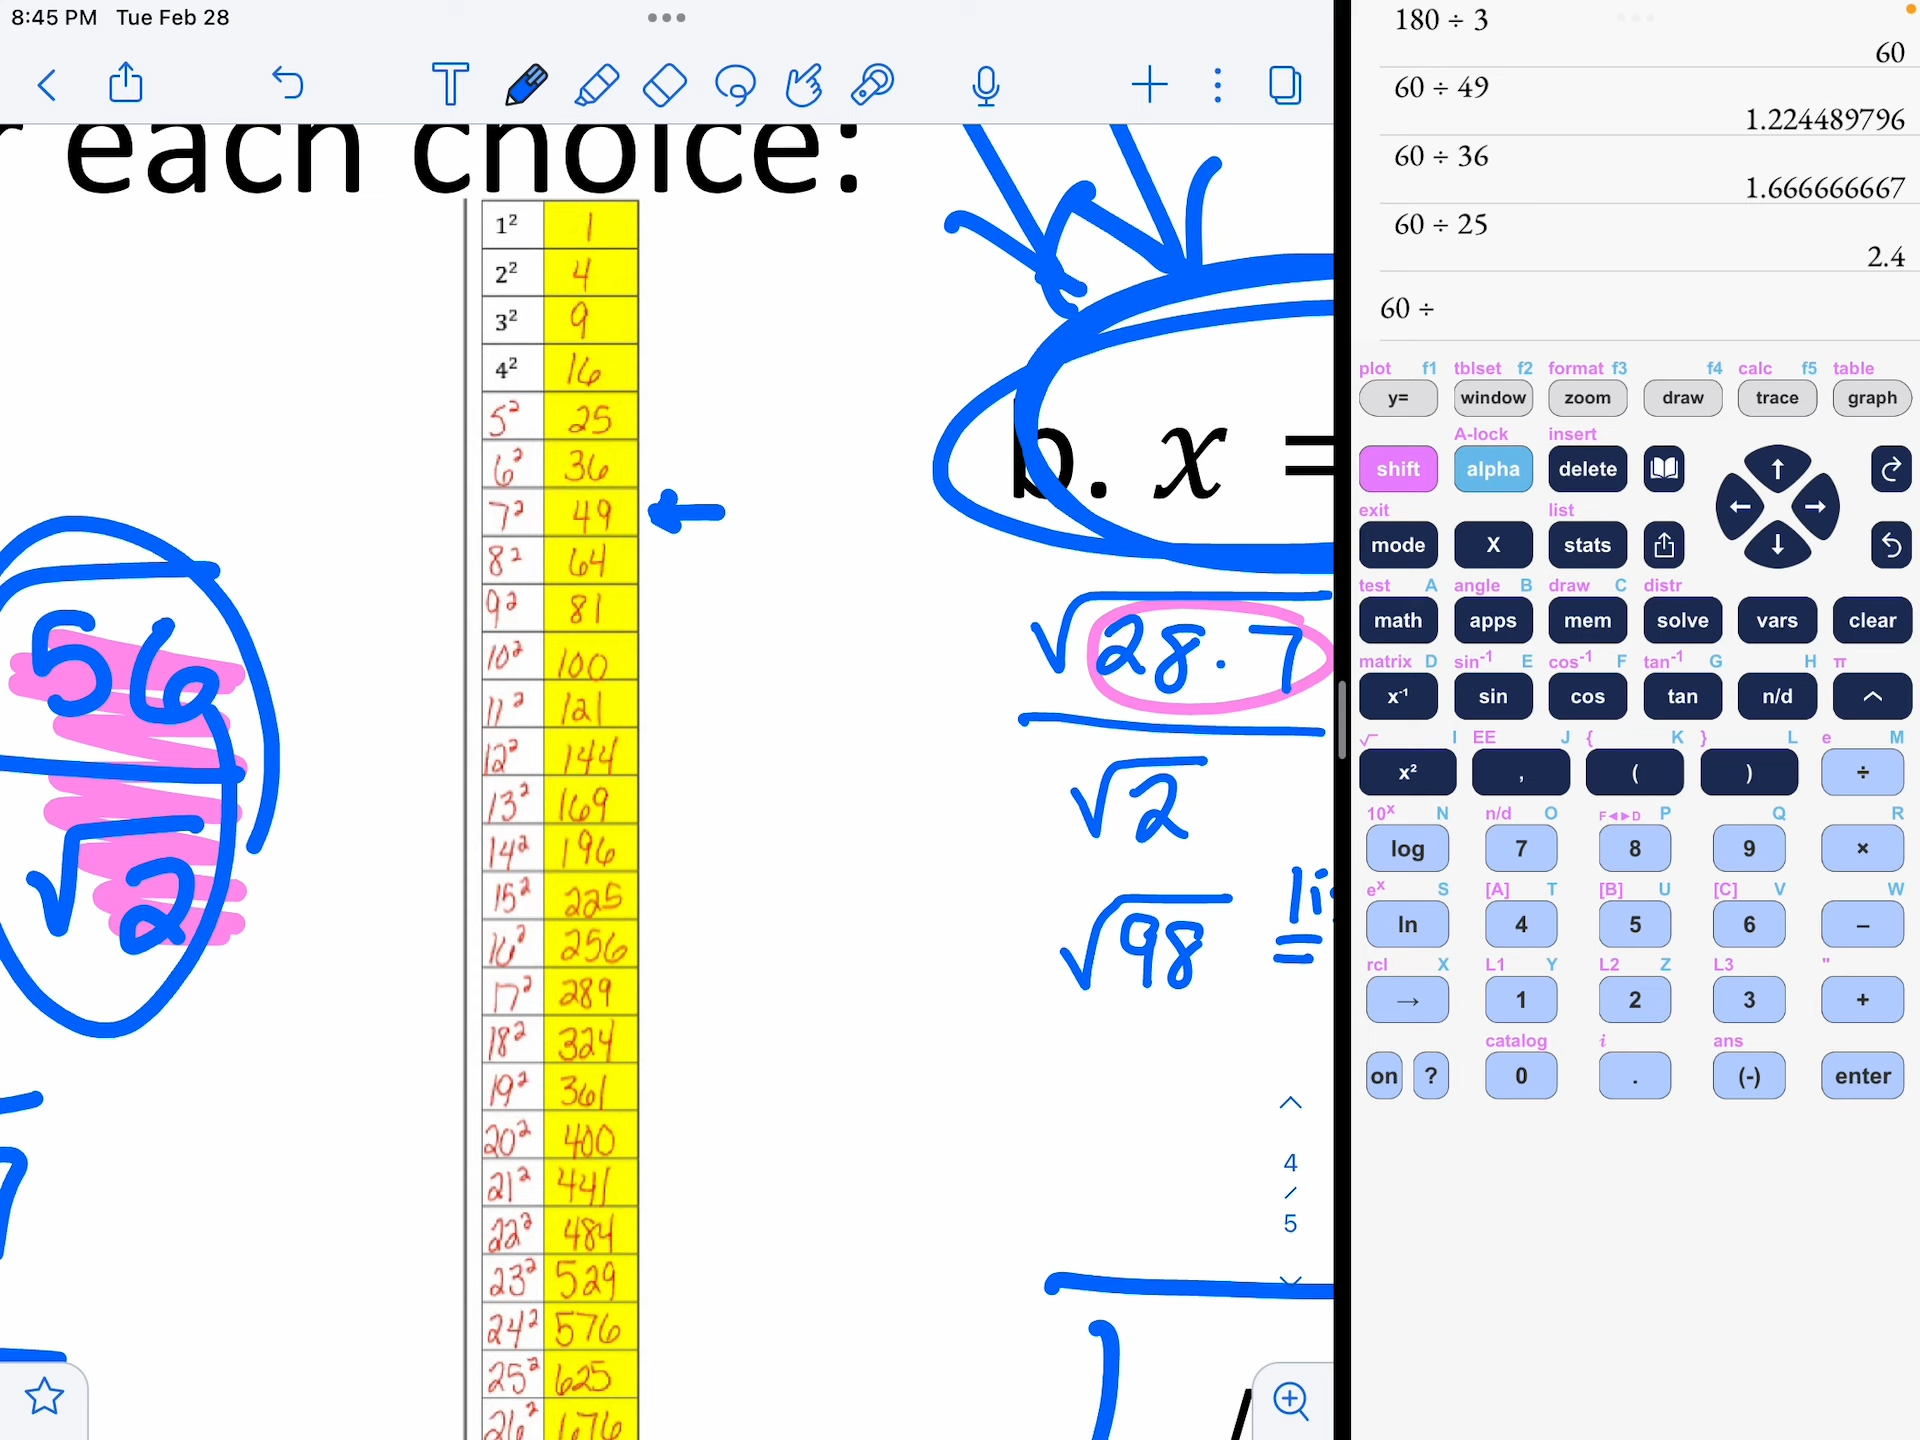 8:45 PM Tue Feb 28
T
each choice:
1² 1
2² 4
3² 9
4² 16
5² 25
6² 36
7² 49
8² 64
9² 81
10² 100
11² 121
12² 144
13² 169
14² 196
15² 225
16² 256
17² 289
18² 324
19² 361
20² 400
21² 441
22² 484
23² 529
24² 576
25² 625
26² 676
56
√2
b. x =
√28.7
√2
√98
4
/
5
180 ÷ 3
60
60 ÷ 49
1.224489796
60 ÷ 36
1.666666667
60 ÷ 25
2.4
60 ÷
plot f1 tblset f2 format f3 f4 calc f5 table
y= window zoom draw trace graph
A-lock insert
shift alpha delete
exit list
mode X stats
test A angle B draw C distr
math apps mem solve vars clear
matrix D sin⁻¹ E cos⁻¹ F tan⁻¹ G H π
x⁻¹ sin cos tan n/d ^
√ I EE J { K } L e M
x² , ( ) ÷
10ˣ N n/d O F◄►D P Q R
log 7 8 9 ×
eˣ S [A] T [B] U [C] V W
ln 4 5 6 −
rcl X L1 Y L2 Z L3 "
→ 1 2 3 +
catalog i ans
on ? 0 . (-) enter